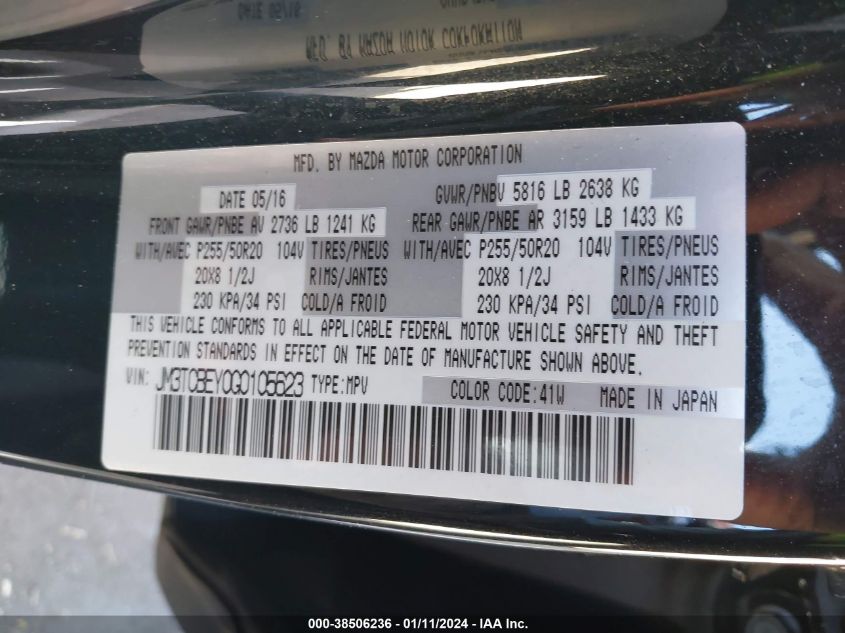 MFD. BY MAZDA MOTOR CORPORATION
DATE 05/16 GVWR/PNBV 5816 LB 2638 KG
FRONT GAWR/PNBE AV 2736 LB 1241 KG REAR GAWR/PNBE AR 3159 LB 1433 KG
WITH/AVEC P255/50R20 104V TIRES/PNEUS WITH/AVEC P255/50R20 104V TIRES/PNEUS
20X8 1/2J RIMS/JANTES 20X8 1/2J RIMS/JANTES
230 KPA/34 PSI COLD/A FROID 230 KPA/34 PSI COLD/A FROID
THIS VEHICLE CONFORMS TO ALL APPLICABLE FEDERAL MOTOR VEHICLE SAFETY AND THEFT
PREVENTION STANDARDS IN EFFECT ON THE DATE OF MANUFACTURE SHOWN ABOVE.
VIN: JM3TCDEY0G0105623 TYPE:MPV COLOR CODE:41W MADE IN JAPAN
000-38506236 - 01/11/2024 - IAA Inc.